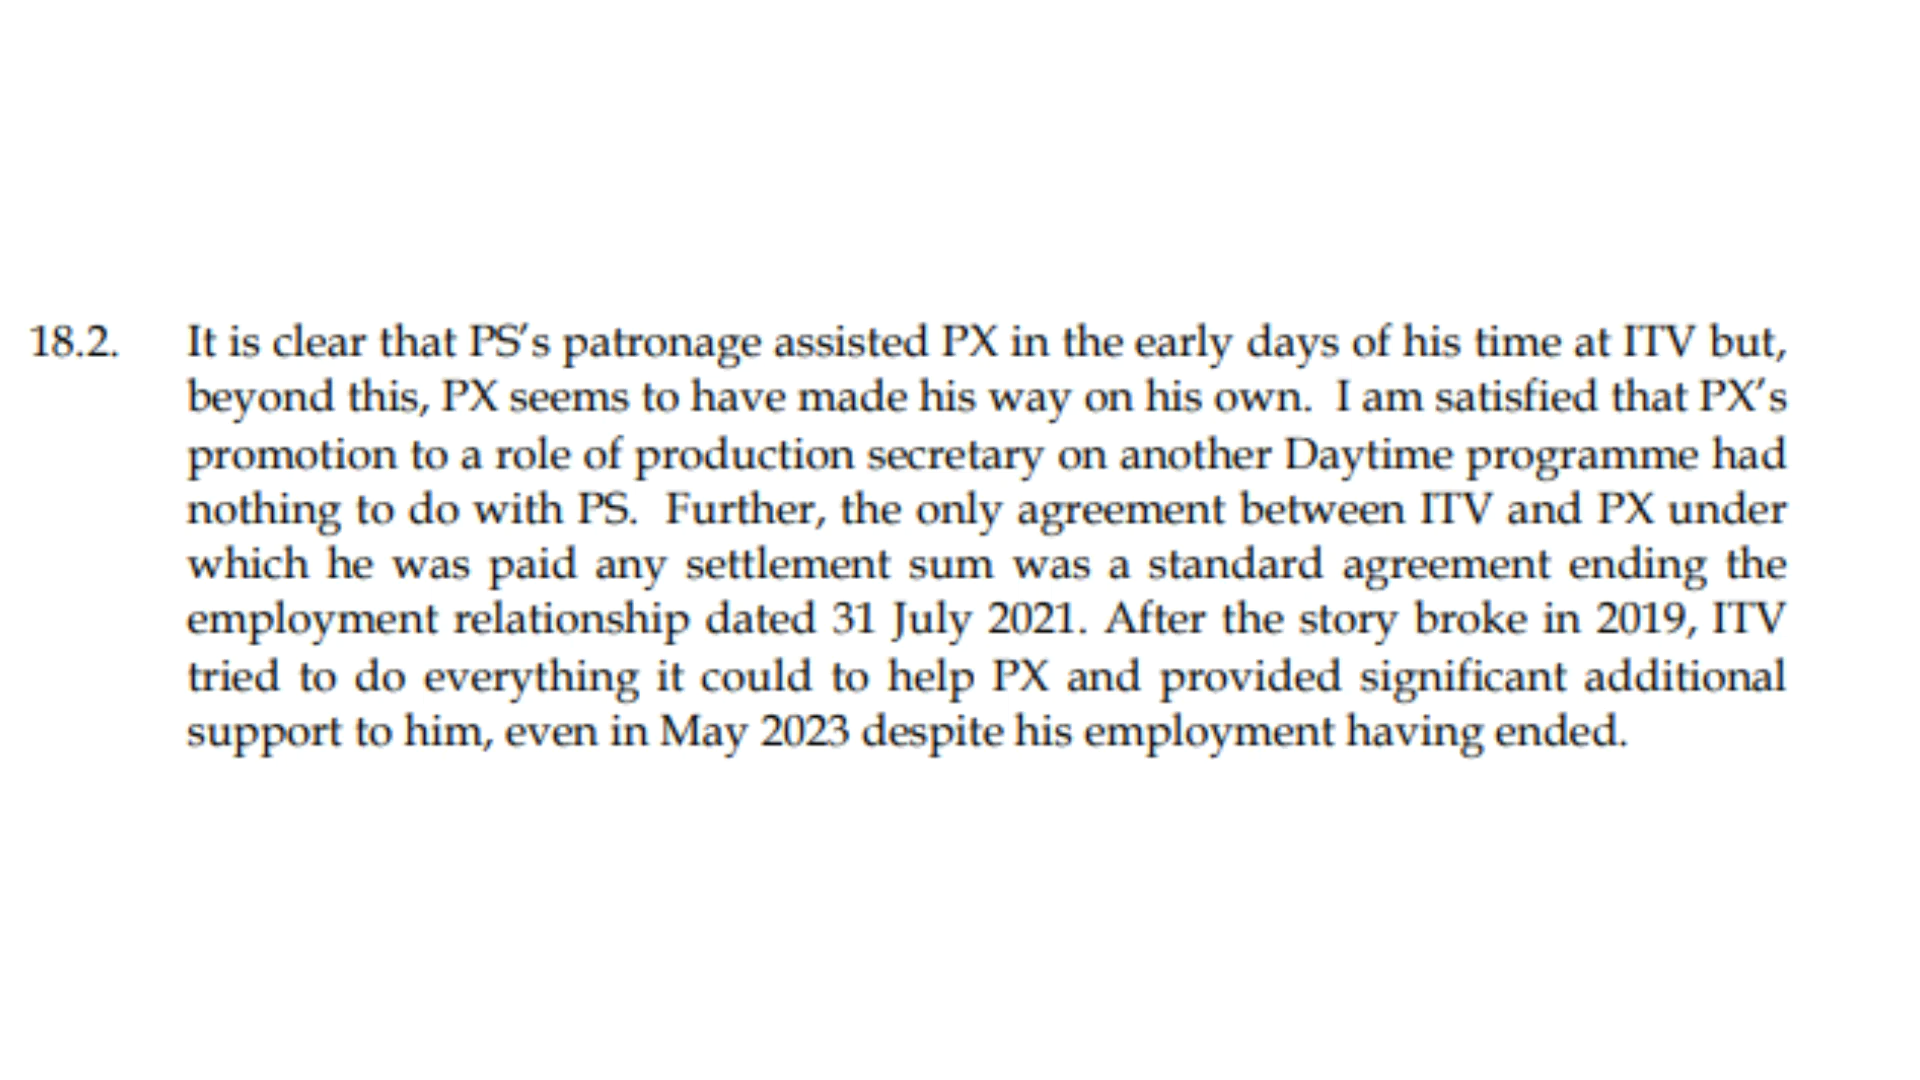 18.2. It is clear that PS's patronage assisted PX in the early days of his time at ITV but,
beyond this, PX seems to have made his way on his own. I am satisfied that PX's
promotion to a role of production secretary on another Daytime programme had
nothing to do with PS. Further, the only agreement between ITV and PX under
which he was paid any settlement sum was a standard agreement ending the
employment relationship dated 31 July 2021. After the story broke in 2019, ITV
tried to do everything it could to help PX and provided significant additional
support to him, even in May 2023 despite his employment having ended.